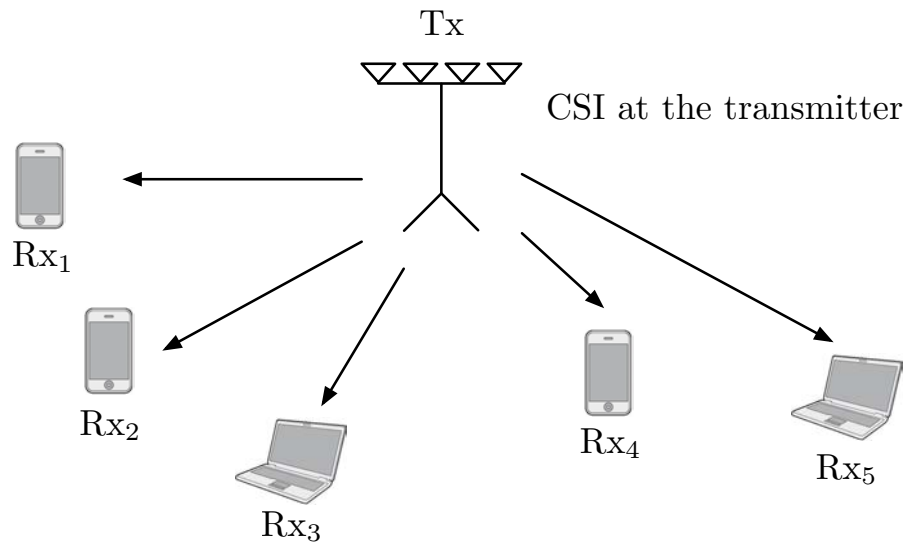 Tx
CSI at the transmitter
Rx₁
Rx₂
Rx₃
Rx₄
Rx₅